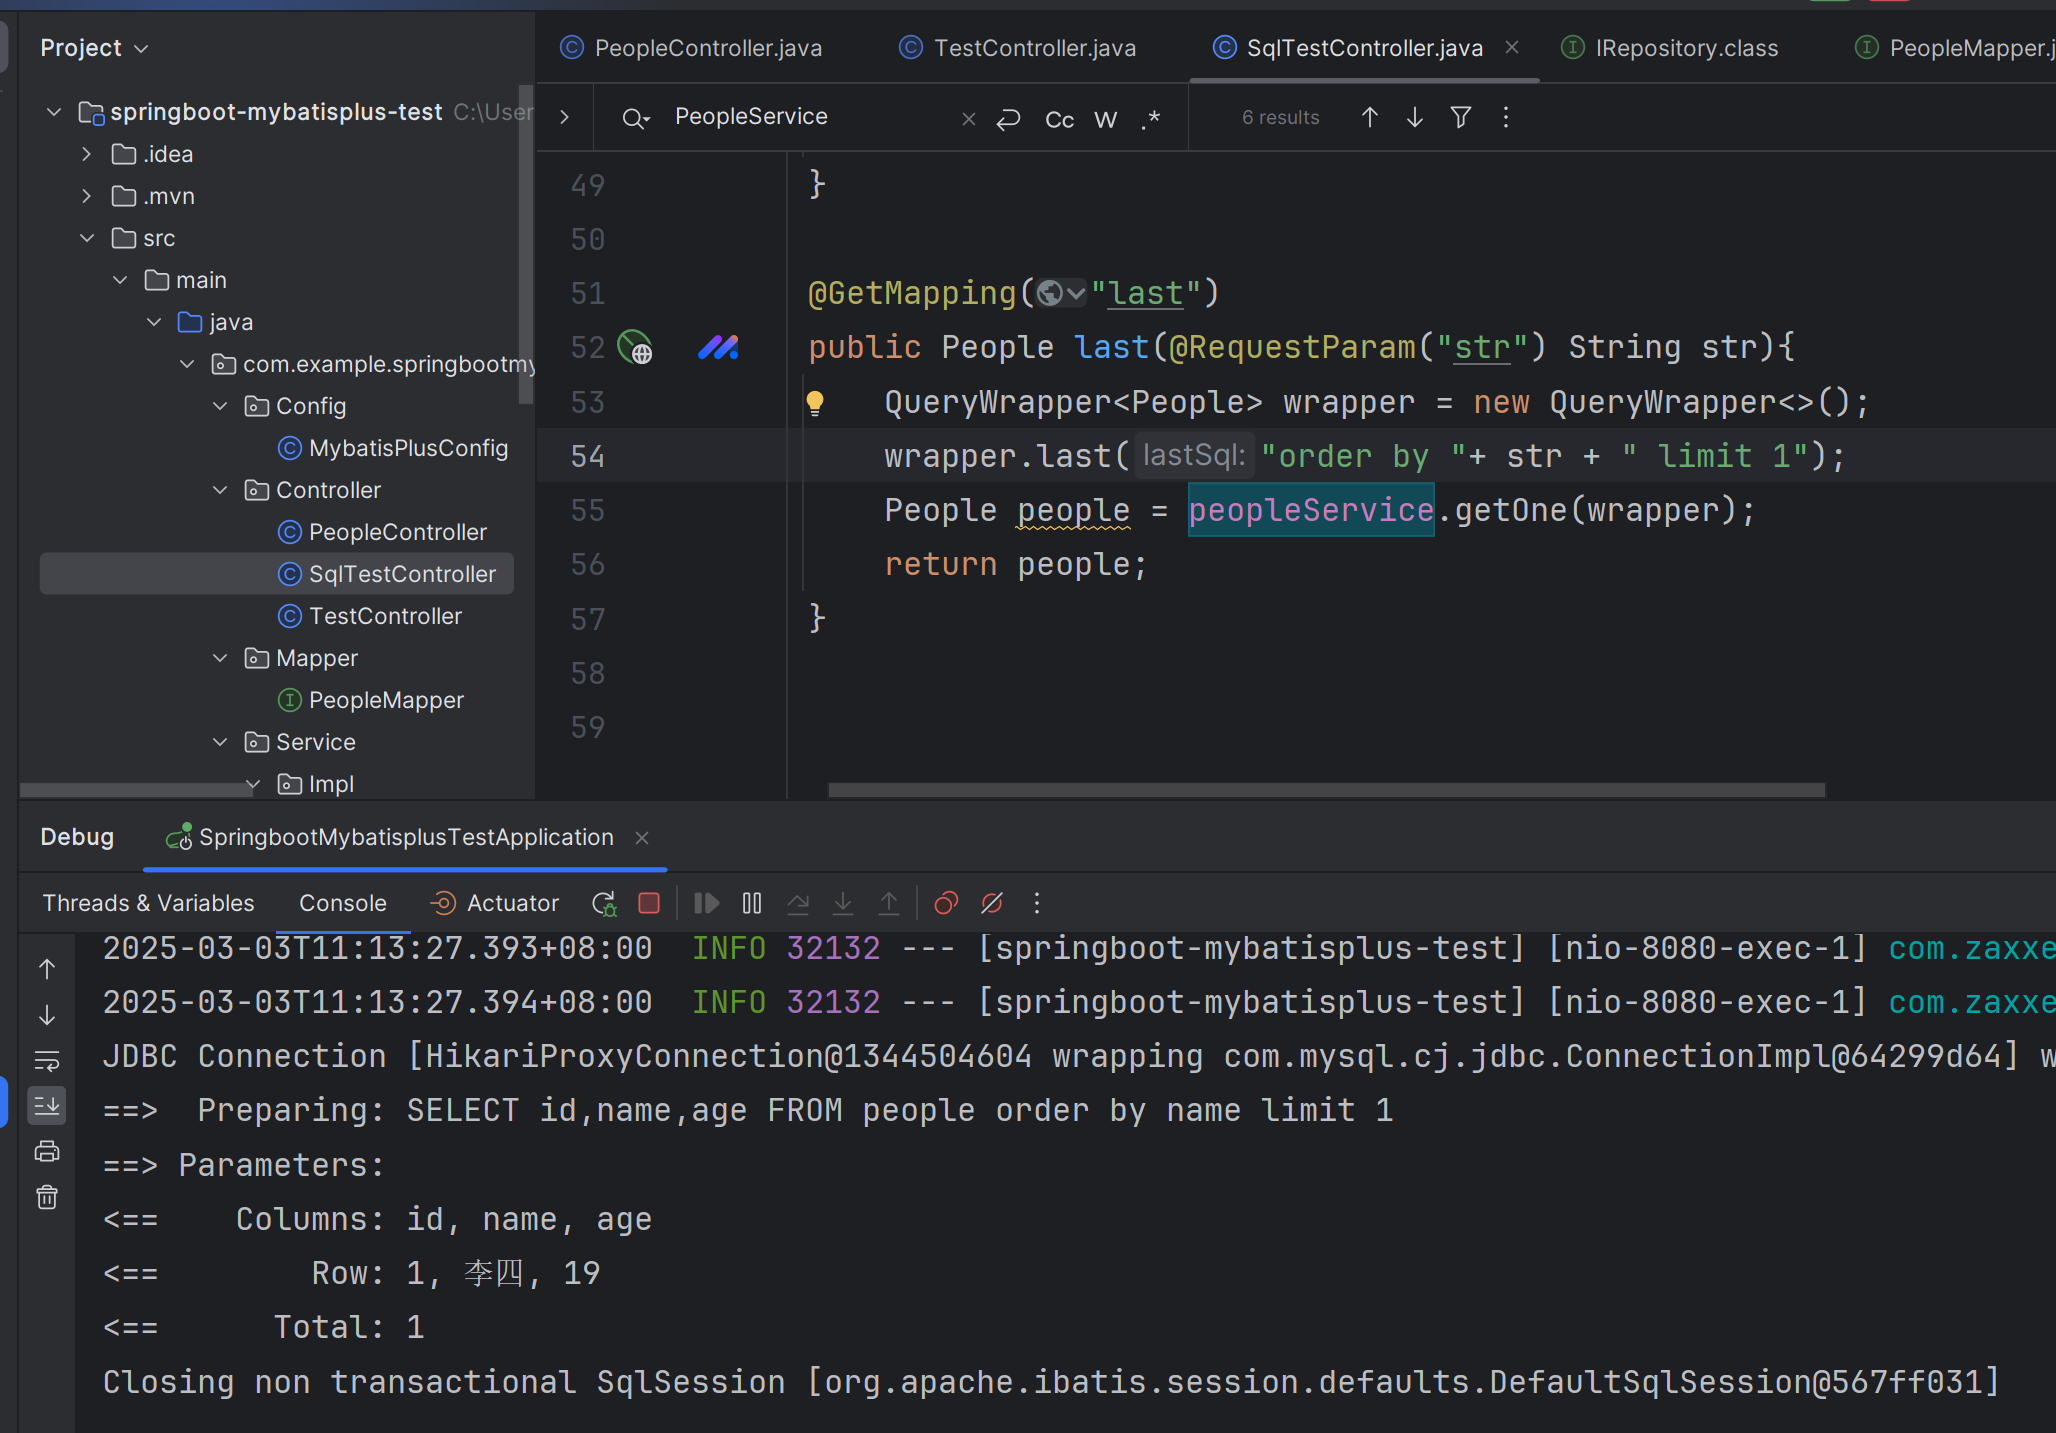 Project
PeopleController.java
TestController.java
SqlTestController.java
IRepository.class
PeopleMapper.j
springboot-mybatisplus-test C:\User
.idea
.mvn
src
main
java
com.example.springbootmy
Config
MybatisPlusConfig
Controller
PeopleController
SqlTestController
TestController
Mapper
PeopleMapper
Service
Impl
PeopleService
Cc W .*
6 results
49 }
50
51 @GetMapping("last")
52 public People last(@RequestParam("str") String str){
53 QueryWrapper<People> wrapper = new QueryWrapper<>();
54 wrapper.last( lastSql: "order by "+ str + " limit 1");
55 People people = peopleService.getOne(wrapper);
56 return people;
57 }
58
59
Debug
SpringbootMybatisplusTestApplication
Threads & Variables
Console
Actuator
2025-03-03T11:13:27.393+08:00  INFO 32132 --- [springboot-mybatisplus-test] [nio-8080-exec-1] com.zaxxe
2025-03-03T11:13:27.394+08:00  INFO 32132 --- [springboot-mybatisplus-test] [nio-8080-exec-1] com.zaxxe
JDBC Connection [HikariProxyConnection@1344504604 wrapping com.mysql.cj.jdbc.ConnectionImpl@64299d64] w
==>  Preparing: SELECT id,name,age FROM people order by name limit 1
==> Parameters:
<==    Columns: id, name, age
<==        Row: 1, 李四, 19
<==      Total: 1
Closing non transactional SqlSession [org.apache.ibatis.session.defaults.DefaultSqlSession@567ff031]